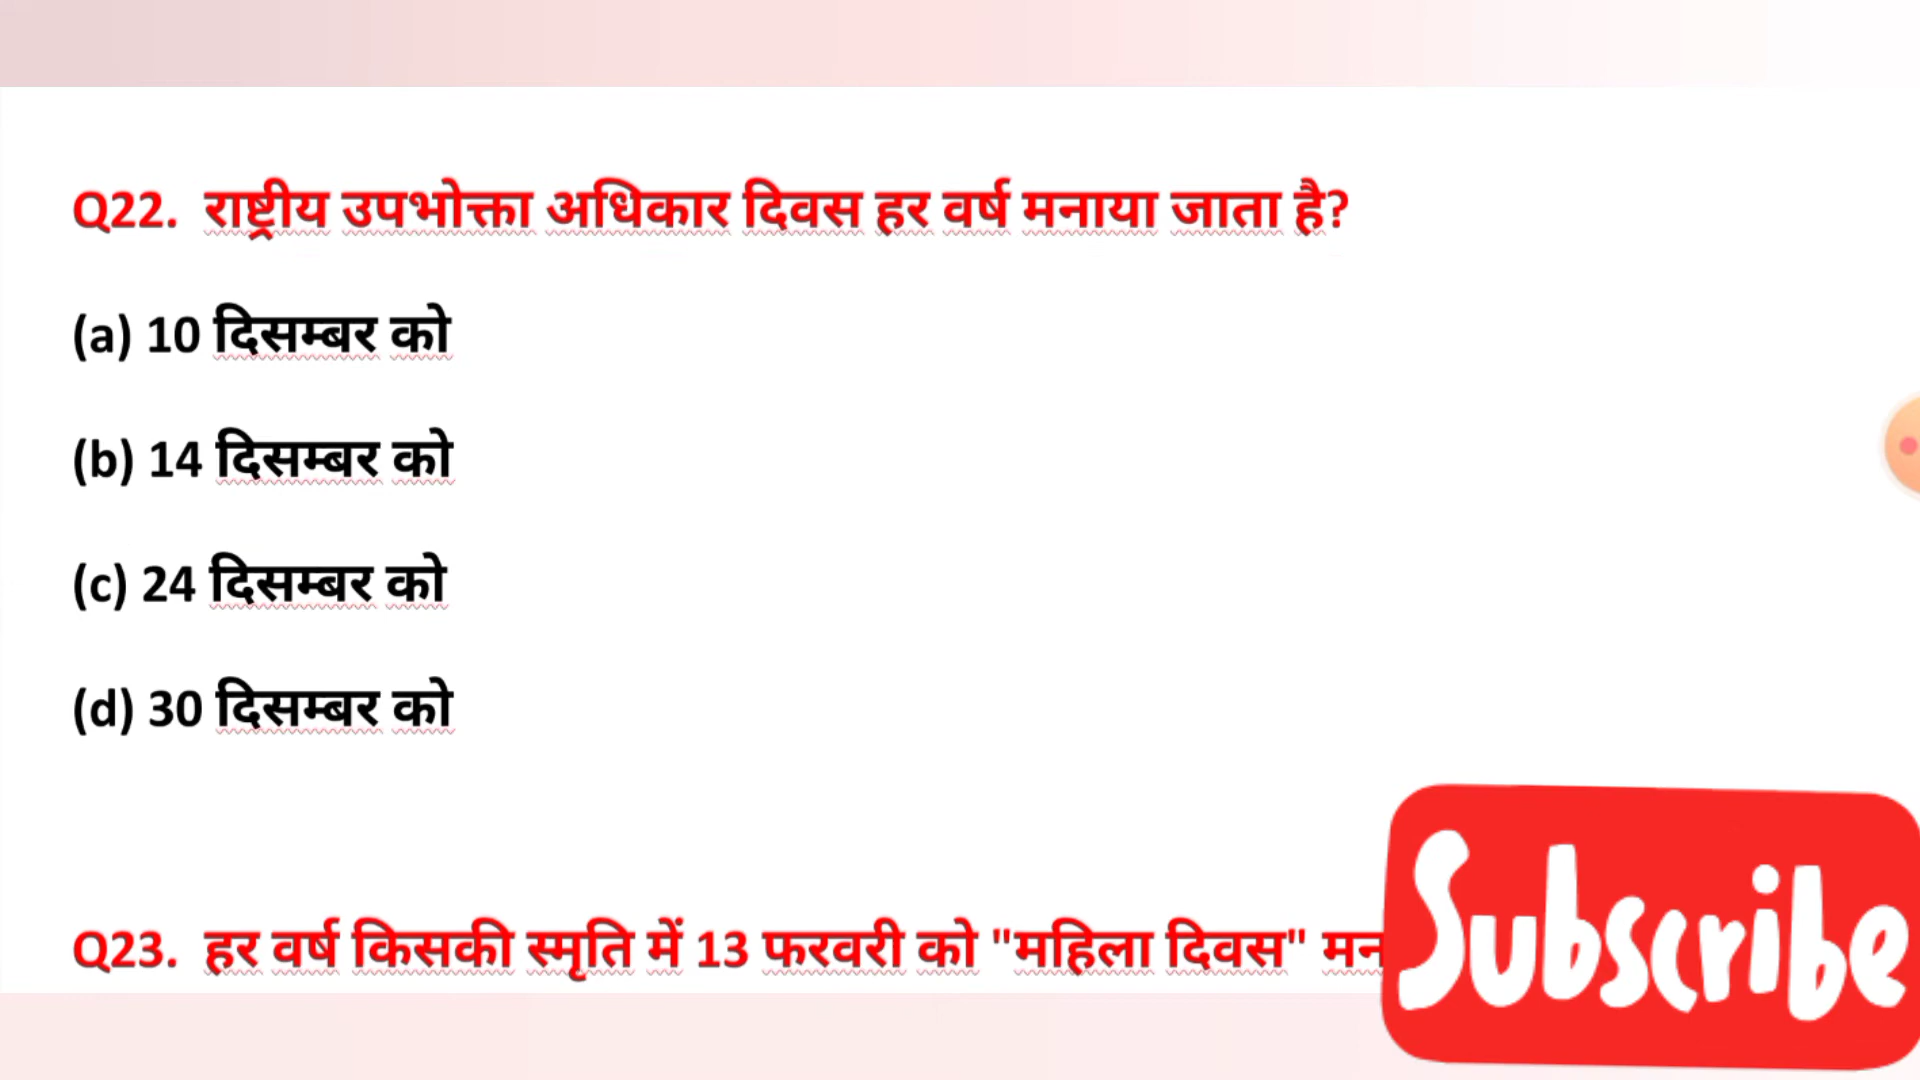 Q22. राष्ट्रीय उपभोक्ता अधिकार दिवस हर वर्ष मनाया जाता है?
(a) 10 दिसम्बर को
(b) 14 दिसम्बर को
(c) 24 दिसम्बर को
(d) 30 दिसम्बर को
Q23. हर वर्ष किसकी स्मृति में 13 फरवरी को "महिला दिवस"
Subscribe